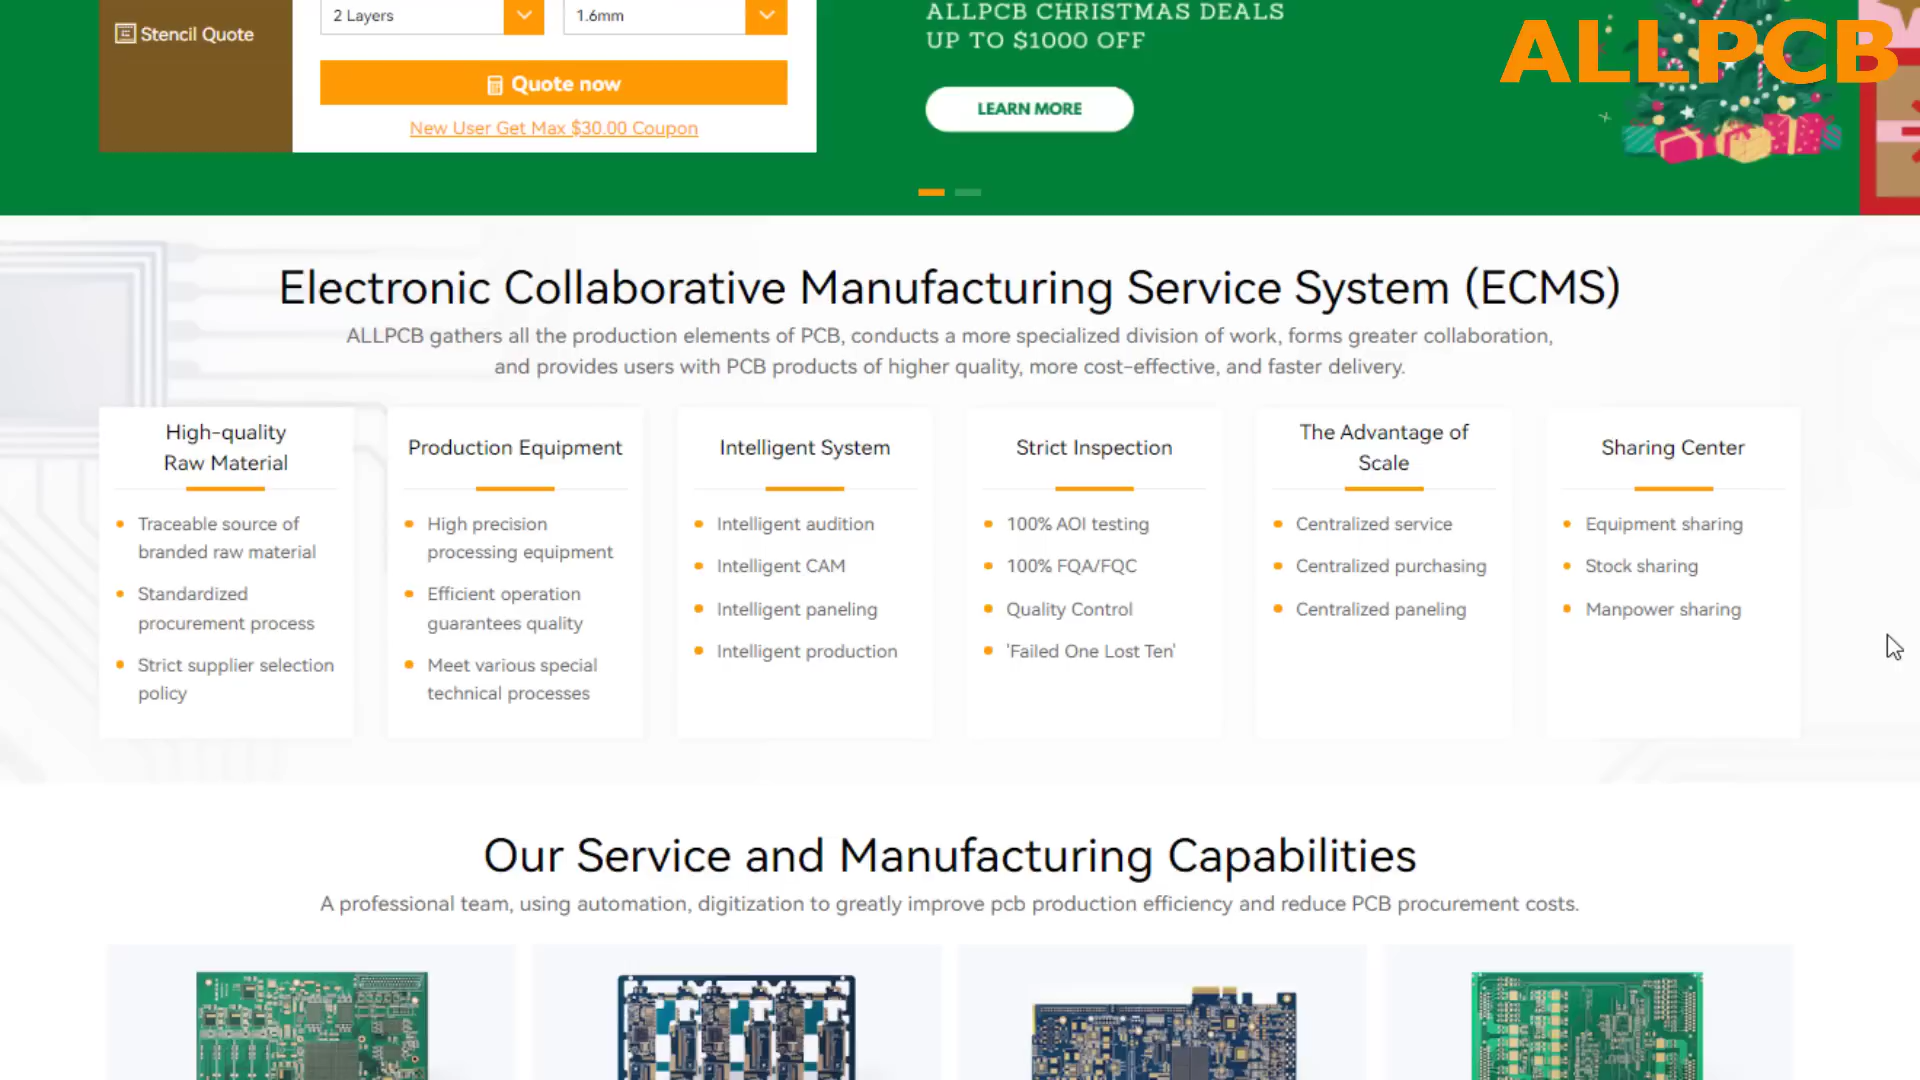 Stencil Quote
2 Layers
1.6mm
Quote now
New User Get Max $30.00 Coupon
ALLPCB CHRISTMAS DEALS
UP TO $1000 OFF
LEARN MORE
ALLPCB
Electronic Collaborative Manufacturing Service System (ECMS)
ALLPCB gathers all the production elements of PCB, conducts a more specialized division of work, forms greater collaboration,
and provides users with PCB products of higher quality, more cost-effective, and faster delivery.
High-quality
Raw Material
Traceable source of
branded raw material
Standardized
procurement process
Strict supplier selection
policy
Production Equipment
High precision
processing equipment
Efficient operation
guarantees quality
Meet various special
technical processes
Intelligent System
Intelligent audition
Intelligent CAM
Intelligent paneling
Intelligent production
Strict Inspection
100% AOI testing
100% FQA/FQC
Quality Control
'Failed One Lost Ten'
The Advantage of
Scale
Centralized service
Centralized purchasing
Centralized paneling
Sharing Center
Equipment sharing
Stock sharing
Manpower sharing
Our Service and Manufacturing Capabilities
A professional team, using automation, digitization to greatly improve pcb production efficiency and reduce PCB procurement costs.